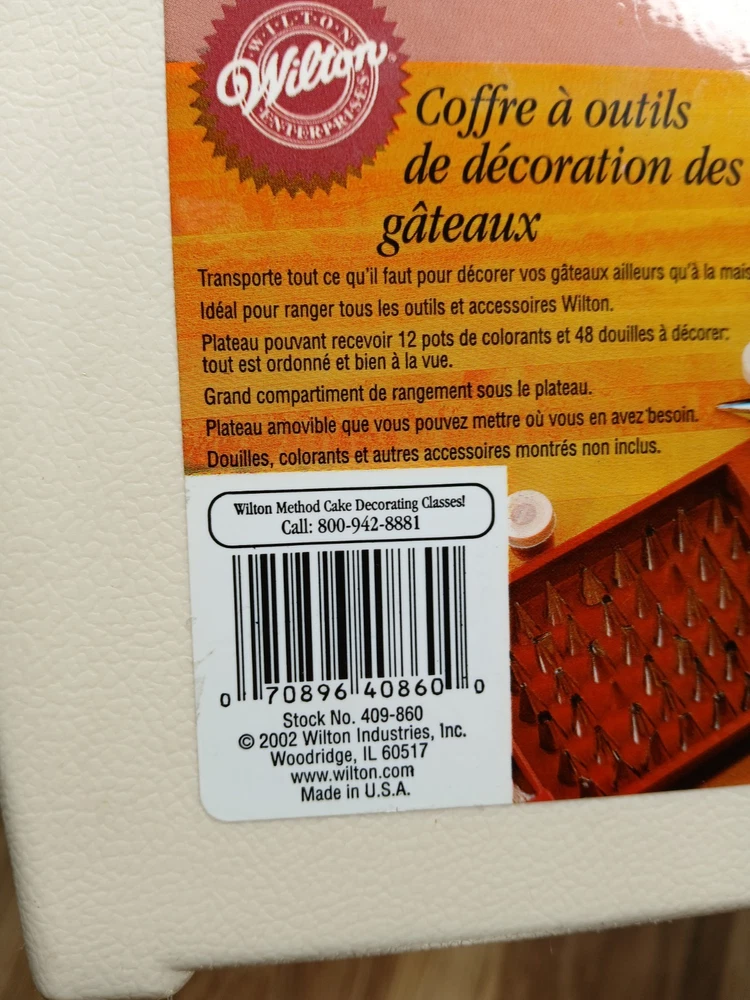 WILTON
Wilton
ENTERPRISES
Coffre à outils
de décoration des
gâteaux
Transporte tout ce qu'il faut pour décorer vos gâteaux ailleurs qu'à la mais
Idéal pour ranger tous les outils et accessoires Wilton.
Plateau pouvant recevoir 12 pots de colorants et 48 douilles à décorer:
tout est ordonné et bien à la vue.
Grand compartiment de rangement sous le plateau.
Plateau amovible que vous pouvez mettre où vous en avez besoin.
Douilles, colorants et autres accessoires montrés non inclus.
Wilton Method Cake Decorating Classes!
Call: 800-942-8881
0 70896 40860 0
Stock No. 409-860
© 2002 Wilton Industries, Inc.
Woodridge, IL 60517
www.wilton.com
Made in U.S.A.